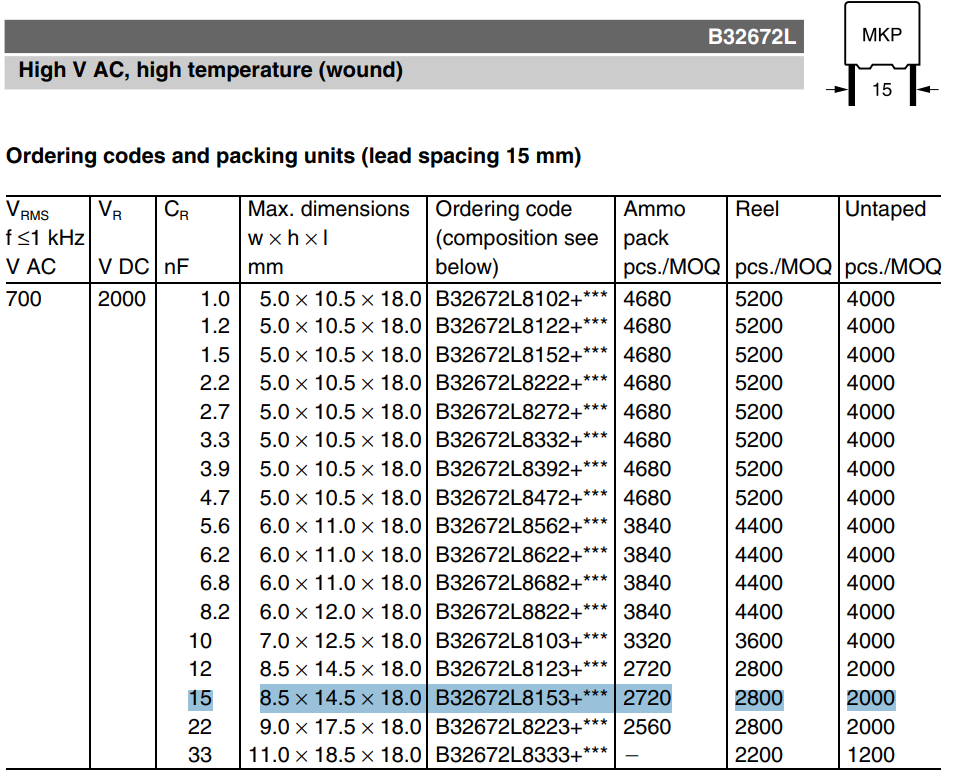 B32672L
MKP
High V AC, high temperature (wound)
15
Ordering codes and packing units (lead spacing 15 mm)
VRMS VR CR Max. dimensions Ordering code Ammo Reel Untaped
f ≤1 kHz w × h × l (composition see pack
V AC V DC nF mm below) pcs./MOQ pcs./MOQ pcs./MOQ
700 2000 1.0 5.0 × 10.5 × 18.0 B32672L8102+*** 4680 5200 4000
1.2 5.0 × 10.5 × 18.0 B32672L8122+*** 4680 5200 4000
1.5 5.0 × 10.5 × 18.0 B32672L8152+*** 4680 5200 4000
2.2 5.0 × 10.5 × 18.0 B32672L8222+*** 4680 5200 4000
2.7 5.0 × 10.5 × 18.0 B32672L8272+*** 4680 5200 4000
3.3 5.0 × 10.5 × 18.0 B32672L8332+*** 4680 5200 4000
3.9 5.0 × 10.5 × 18.0 B32672L8392+*** 4680 5200 4000
4.7 5.0 × 10.5 × 18.0 B32672L8472+*** 4680 5200 4000
5.6 6.0 × 11.0 × 18.0 B32672L8562+*** 3840 4400 4000
6.2 6.0 × 11.0 × 18.0 B32672L8622+*** 3840 4400 4000
6.8 6.0 × 11.0 × 18.0 B32672L8682+*** 3840 4400 4000
8.2 6.0 × 12.0 × 18.0 B32672L8822+*** 3840 4400 4000
10 7.0 × 12.5 × 18.0 B32672L8103+*** 3320 3600 4000
12 8.5 × 14.5 × 18.0 B32672L8123+*** 2720 2800 2000
15 8.5 × 14.5 × 18.0 B32672L8153+*** 2720 2800 2000
22 9.0 × 17.5 × 18.0 B32672L8223+*** 2560 2800 2000
33 11.0 × 18.5 × 18.0 B32672L8333+*** – 2200 1200